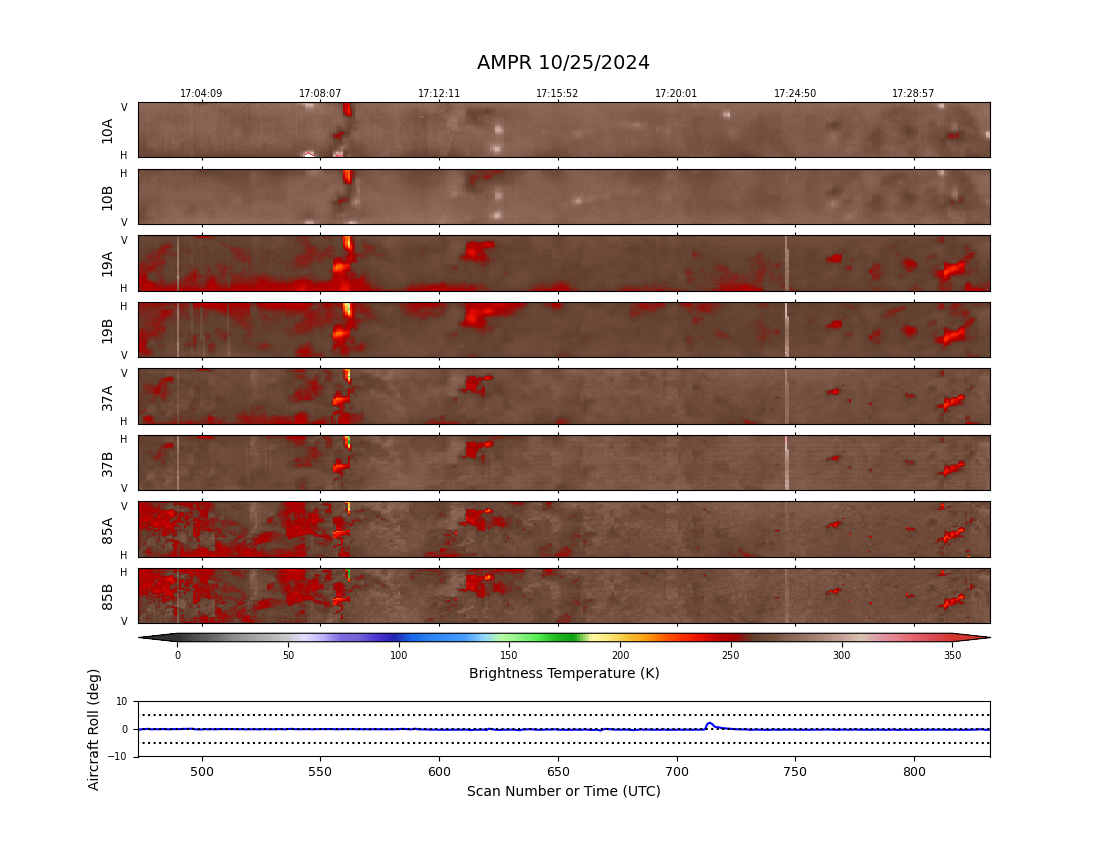 AMPR 10/25/2024
17:04:09 17:08:07 17:12:11 17:15:52 17:20:01 17:24:50 17:28:57
V
10A
H
H
10B
V
V
19A
H
H
19B
V
V
37A
H
H
37B
V
V
85A
H
H
85B
V
0 50 100 150 200 250 300 350
Brightness Temperature (K)
Aircraft Roll (deg)
10
0
−10
500 550 600 650 700 750 800
Scan Number or Time (UTC)